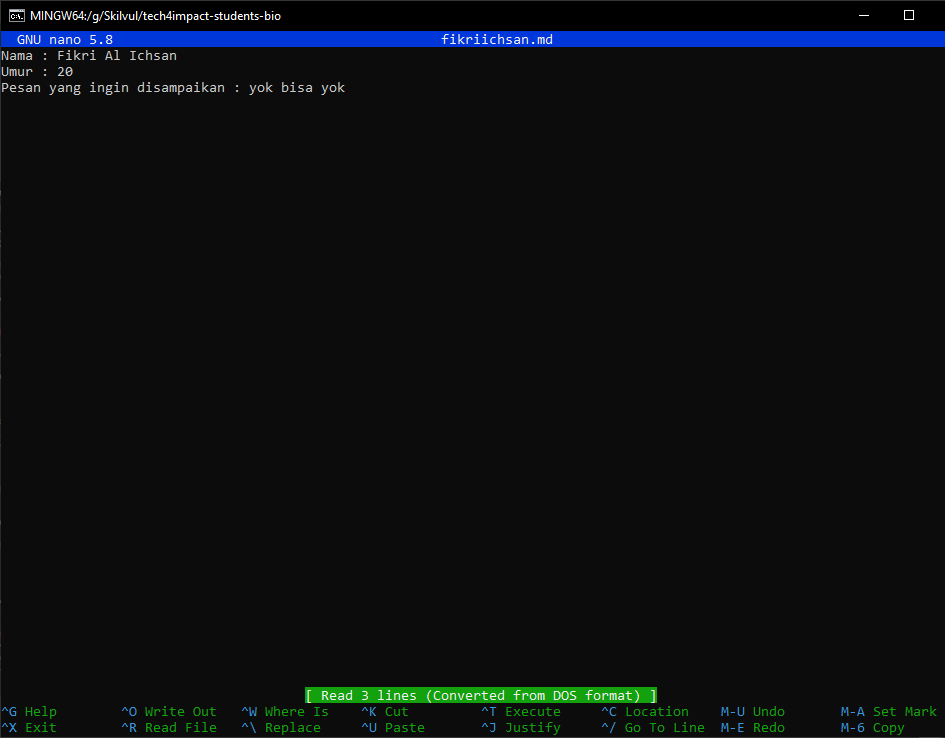 MINGW64:/g/Skilvul/tech4impact-students-bio
GNU nano 5.8 fikriichsan.md
Nama : Fikri Al Ichsan
Umur : 20
Pesan yang ingin disampaikan : yok bisa yok
[ Read 3 lines (Converted from DOS format) ]
^G Help ^O Write Out ^W Where Is ^K Cut ^T Execute ^C Location M-U Undo M-A Set Mark
^X Exit ^R Read File ^\ Replace ^U Paste ^J Justify ^/ Go To Line M-E Redo M-6 Copy